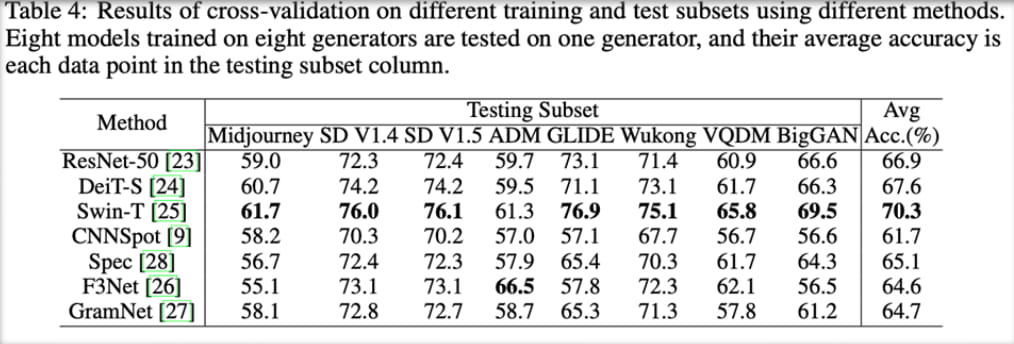 Table 4: Results of cross-validation on different training and test subsets using different methods.
Eight models trained on eight generators are tested on one generator, and their average accuracy is
each data point in the testing subset column.
Method Testing Subset Avg
Midjourney SD V1.4 SD V1.5 ADM GLIDE Wukong VQDM BigGAN Acc.(%)
ResNet-50 [23] 59.0 72.3 72.4 59.7 73.1 71.4 60.9 66.6 66.9
DeiT-S [24] 60.7 74.2 74.2 59.5 71.1 73.1 61.7 66.3 67.6
Swin-T [25] 61.7 76.0 76.1 61.3 76.9 75.1 65.8 69.5 70.3
CNNSpot [9] 58.2 70.3 70.2 57.0 57.1 67.7 56.7 56.6 61.7
Spec [28] 56.7 72.4 72.3 57.9 65.4 70.3 61.7 64.3 65.1
F3Net [26] 55.1 73.1 73.1 66.5 57.8 72.3 62.1 56.5 64.6
GramNet [27] 58.1 72.8 72.7 58.7 65.3 71.3 57.8 61.2 64.7